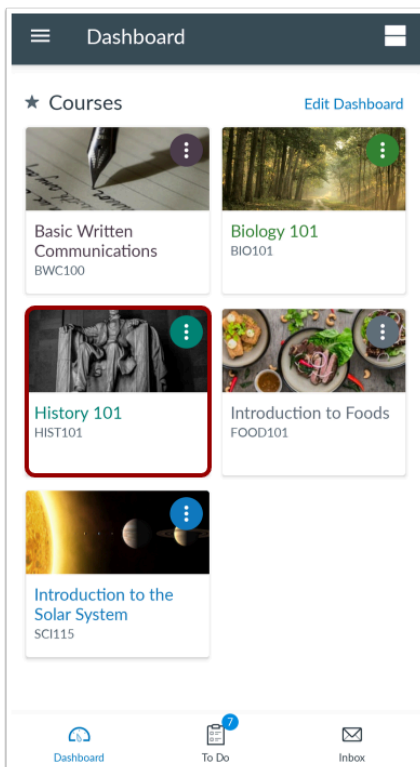 Dashboard
★ Courses
Edit Dashboard
Basic Written
Communications
BWC100
Biology 101
BIO101
History 101
HIST101
Introduction to Foods
FOOD101
Introduction to the
Solar System
SCI115
7
Dashboard
To Do
Inbox